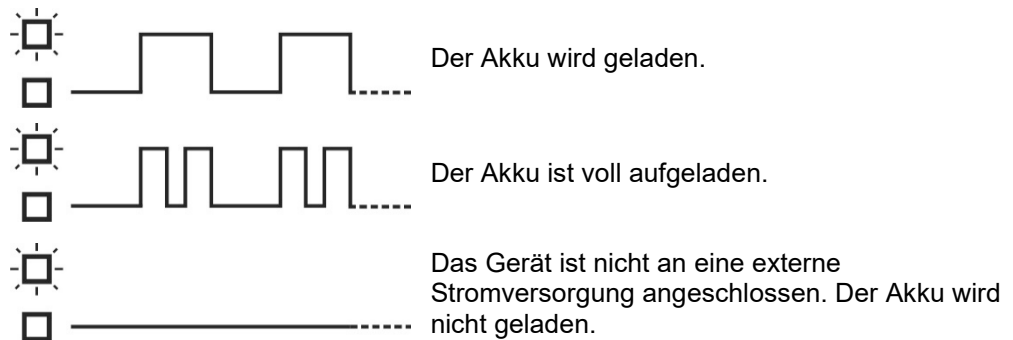 Der Akku wird geladen.
Der Akku ist voll aufgeladen.
Das Gerät ist nicht an eine externe
Stromversorgung angeschlossen. Der Akku wird
nicht geladen.